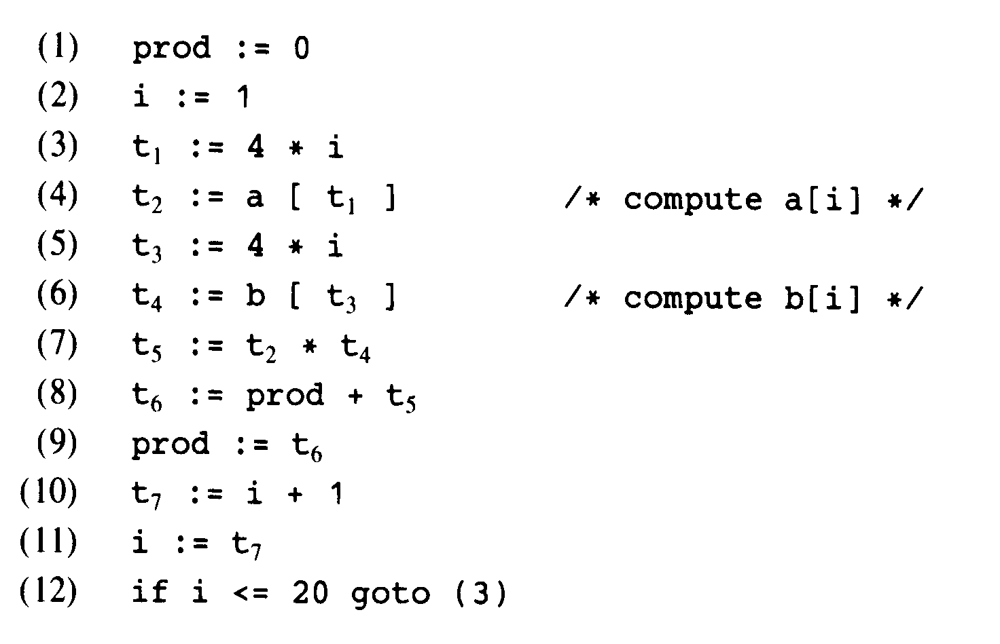 (1) prod := 0
(2) i := 1
(3) t₁ := 4 * i
(4) t₂ := a [ t₁ ] /* compute a[i] */
(5) t₃ := 4 * i
(6) t₄ := b [ t₃ ] /* compute b[i] */
(7) t₅ := t₂ * t₄
(8) t₆ := prod + t₅
(9) prod := t₆
(10) t₇ := i + 1
(11) i := t₇
(12) if i <= 20 goto (3)